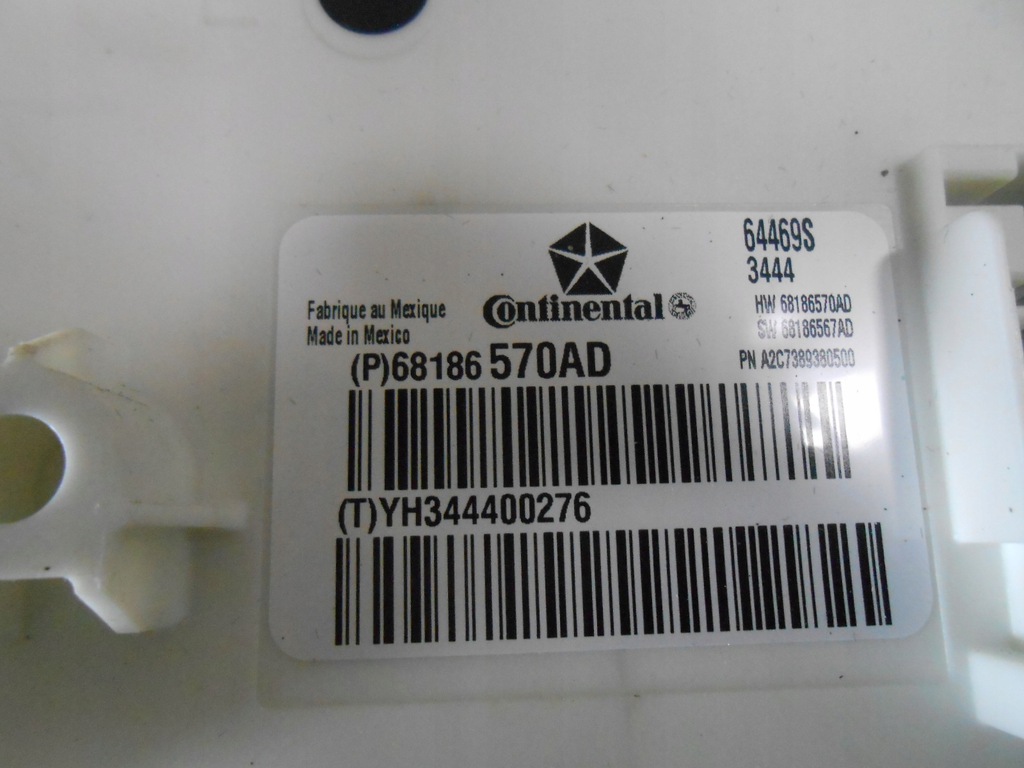 64469S
3444
Continental
HW 68186570AD
SW 68186567AD
PN A2C7389380500
Fabrique au Mexique
Made in Mexico
(P)68186 570AD
(T)YH344400276